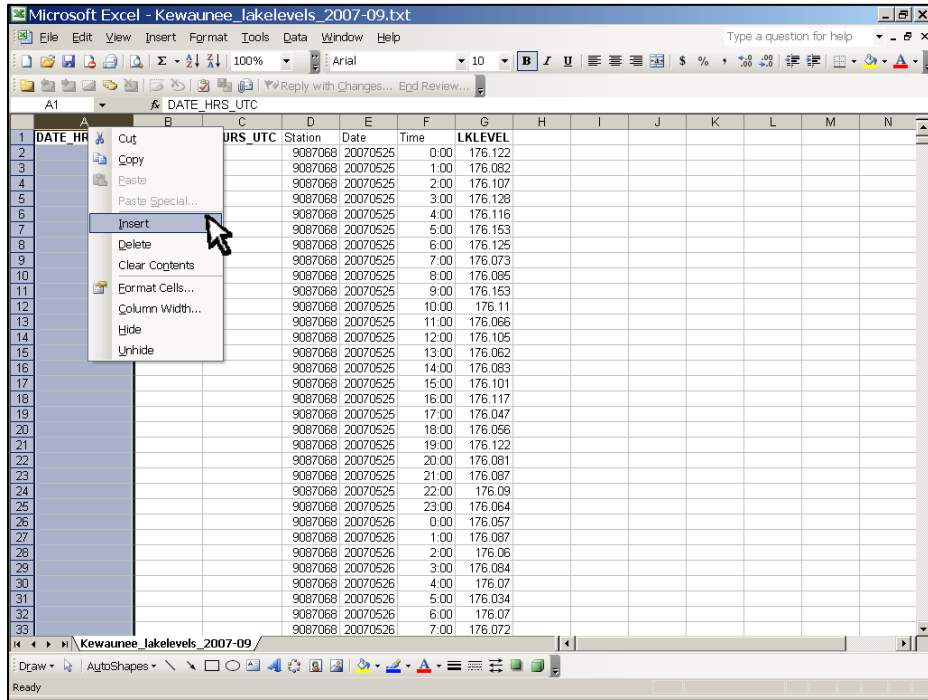 Microsoft Excel - Kewaunee_lakelevels_2007-09.txt
File Edit View Insert Format Tools Data Window Help Type a question for help
100% Arial 10 B I U $ % ,
Reply with Changes... End Review...
A1 fx DATE_HRS_UTC
A B C D E F G H I J K L M N
1 DATE_HR URS_UTC Station Date Time LKLEVEL
2 9087068 20070525 0:00 176.122
3 9087068 20070525 1:00 176.082
4 9087068 20070525 2:00 176.107
5 9087068 20070525 3:00 176.128
6 9087068 20070525 4:00 176.116
7 9087068 20070525 5:00 176.153
8 9087068 20070525 6:00 176.125
9 9087068 20070525 7:00 176.073
10 9087068 20070525 8:00 176.085
11 9087068 20070525 9:00 176.153
12 9087068 20070525 10:00 176.11
13 9087068 20070525 11:00 176.066
14 9087068 20070525 12:00 176.105
15 9087068 20070525 13:00 176.062
16 9087068 20070525 14:00 176.083
17 9087068 20070525 15:00 176.101
18 9087068 20070525 16:00 176.117
19 9087068 20070525 17:00 176.047
20 9087068 20070525 18:00 176.056
21 9087068 20070525 19:00 176.122
22 9087068 20070525 20:00 176.081
23 9087068 20070525 21:00 176.087
24 9087068 20070525 22:00 176.09
25 9087068 20070525 23:00 176.064
26 9087068 20070526 0:00 176.057
27 9087068 20070526 1:00 176.087
28 9087068 20070526 2:00 176.06
29 9087068 20070526 3:00 176.084
30 9087068 20070526 4:00 176.07
31 9087068 20070526 5:00 176.034
32 9087068 20070526 6:00 176.07
33 9087068 20070526 7:00 176.072
Cut
Copy
Paste
Paste Special...
Insert
Delete
Clear Contents
Format Cells...
Column Width...
Hide
Unhide
Kewaunee_lakelevels_2007-09
Draw AutoShapes
Ready